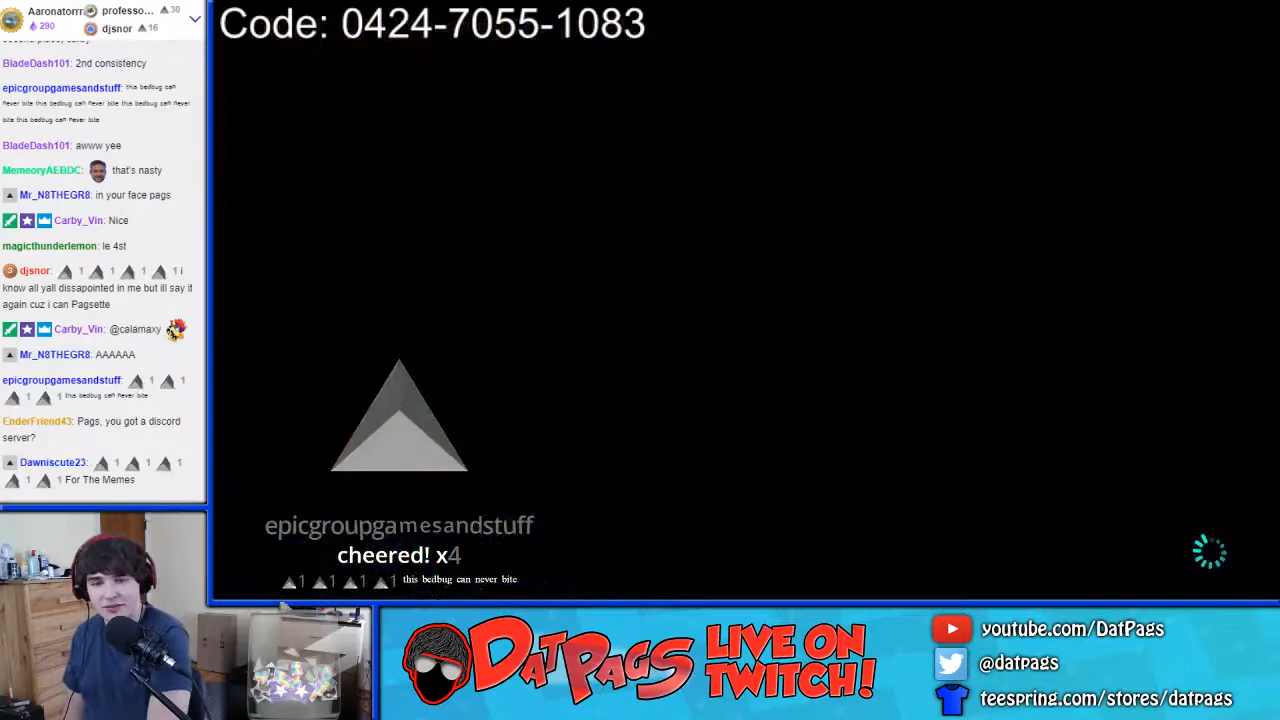 Aaronatorrr
290
professo... 30
djsnor 16
BladeDash101: 2nd consistency
epicgroupgamesandstuff: this bedbug can
never bite this bedbug can never bite this bedbug can never
bite this bedbug can never bite
BladeDash101: awww yee
MemeoryAEBDC: that's nasty
Mr_N8THEGR8: in your face pags
Carby_Vin: Nice
magicthunderlemon: le 4st
djsnor: 1 1 1 1 i
know all yall dissapointed in me but ill say it
again cuz i can Pagsette
Carby_Vin: @calamaxy
Mr_N8THEGR8: AAAAAA
epicgroupgamesandstuff: 1 1
1 1 this bedbug can never bite
EnderFriend43: Pags, you got a discord
server?
Dawniscute23: 1 1 1
1 1 For The Memes
Code: 0424-7055-1083
epicgroupgamesandstuff
cheered! x4
1 1 1 1 this bedbug can never bite
DATPAGS
LIVE ON
TWITCH!
youtube.com/DatPags
@datpags
teespring.com/stores/datpags